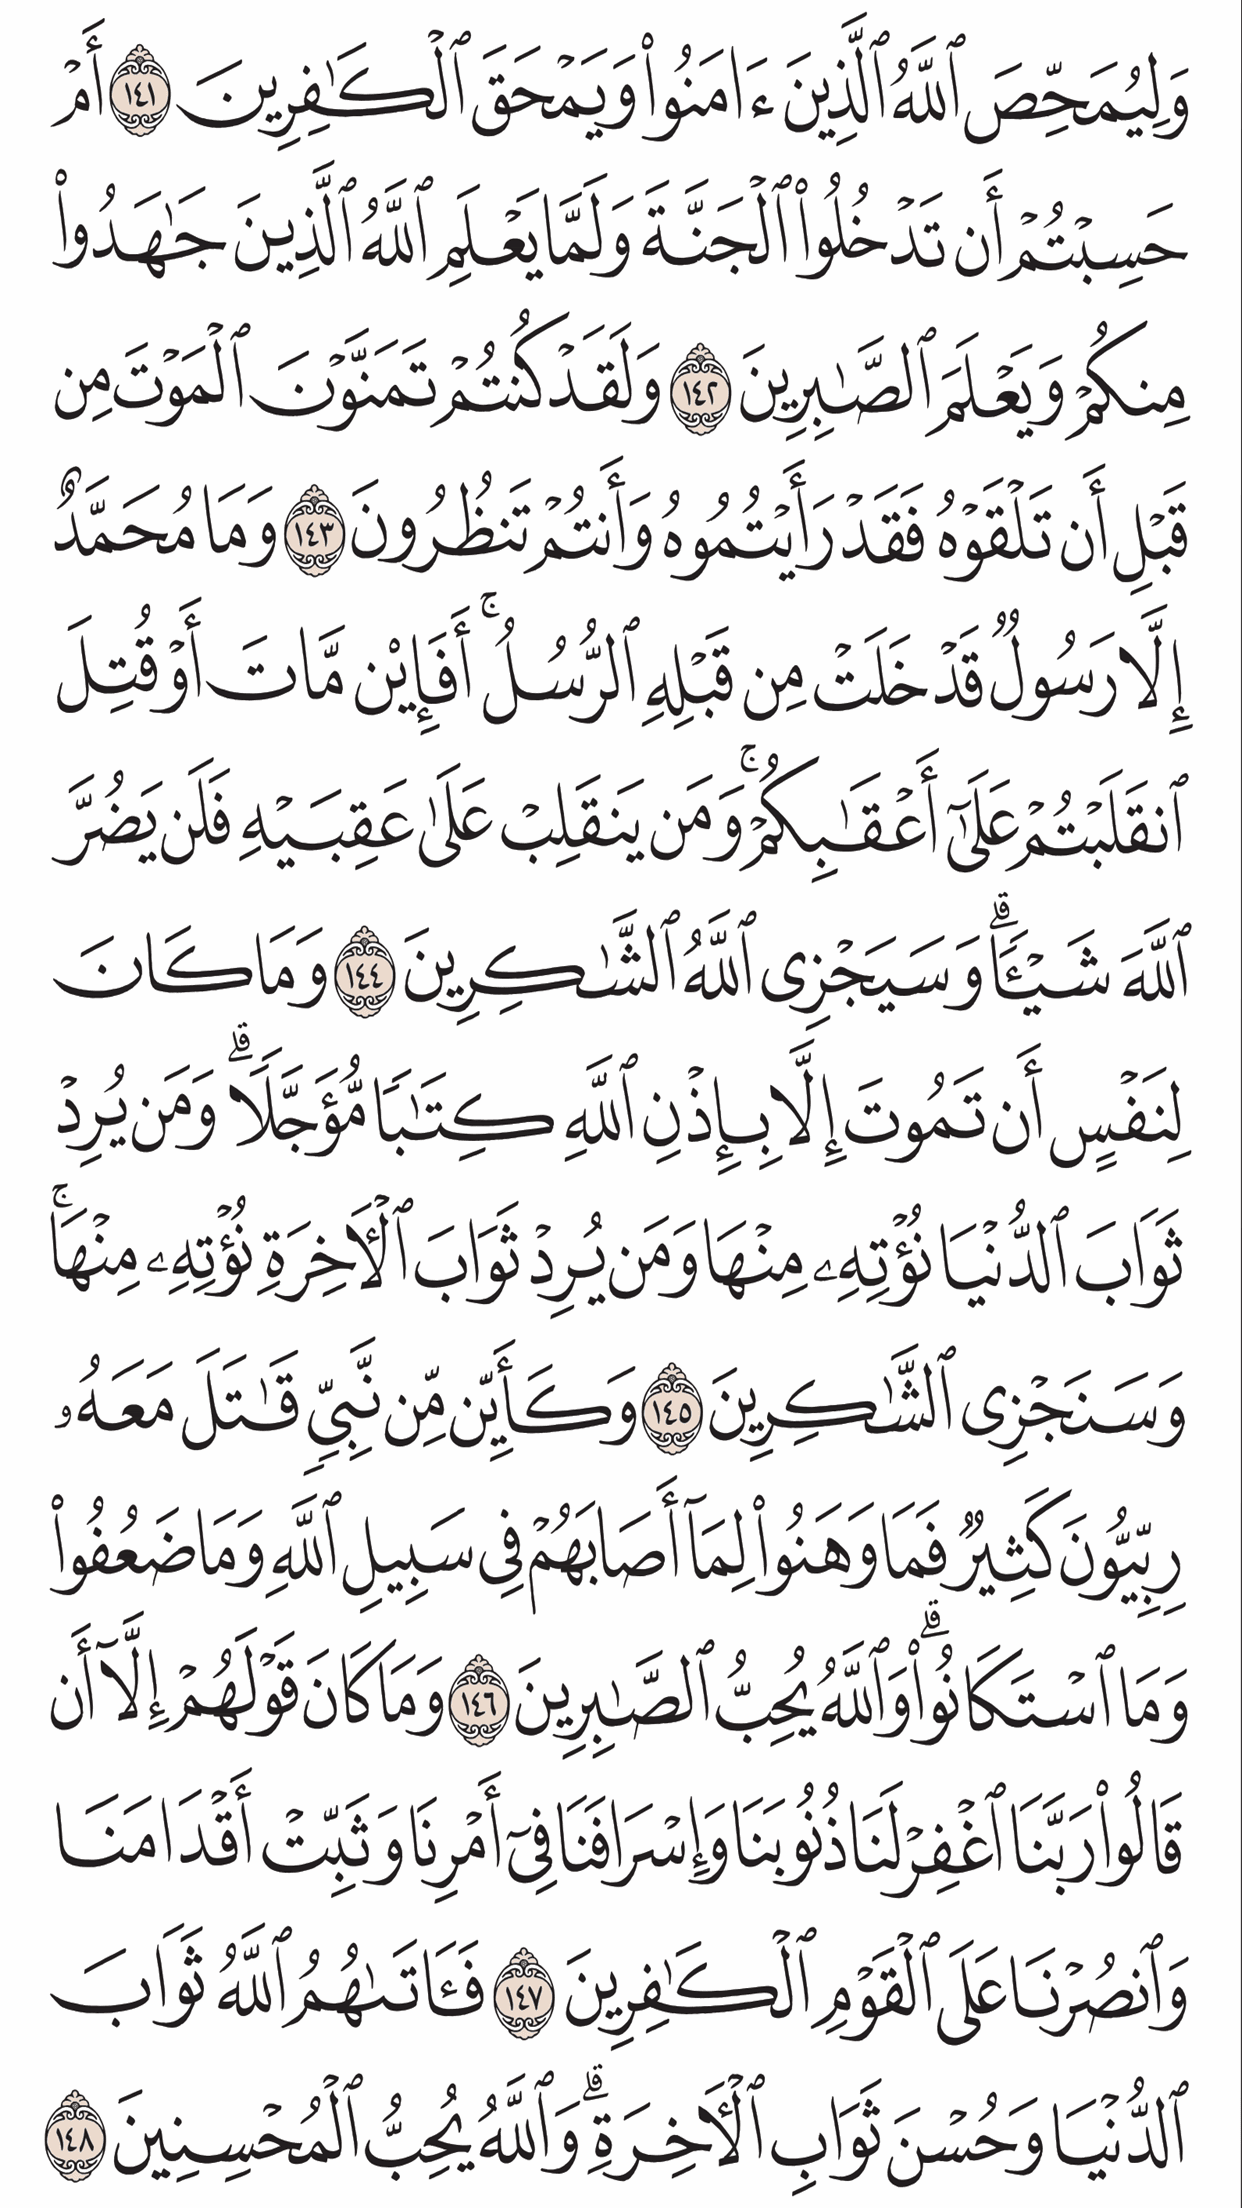 وَلِيُمَحِّصَ ٱللَّهُ ٱلَّذِينَ ءَامَنُوا۟ وَيَمْحَقَ ٱلْكَـٰفِرِينَ ١٤١ أَمْ
حَسِبْتُمْ أَن تَدْخُلُوا۟ ٱلْجَنَّةَ وَلَمَّا يَعْلَمِ ٱللَّهُ ٱلَّذِينَ جَـٰهَدُوا۟
مِنكُمْ وَيَعْلَمَ ٱلصَّـٰبِرِينَ ١٤٢ وَلَقَدْ كُنتُمْ تَمَنَّوْنَ ٱلْمَوْتَ مِن
قَبْلِ أَن تَلْقَوْهُ فَقَدْ رَأَيْتُمُوهُ وَأَنتُمْ تَنظُرُونَ ١٤٣ وَمَا مُحَمَّدٌ
إِلَّا رَسُولٌ قَدْ خَلَتْ مِن قَبْلِهِ ٱلرُّسُلُ ۚ أَفَإِي۟ن مَّاتَ أَوْ قُتِلَ
ٱنقَلَبْتُمْ عَلَىٰٓ أَعْقَـٰبِكُمْ ۚ وَمَن يَنقَلِبْ عَلَىٰ عَقِبَيْهِ فَلَن يَضُرَّ
ٱللَّهَ شَيْـًٔا ۗ وَسَيَجْزِى ٱللَّهُ ٱلشَّـٰكِرِينَ ١٤٤ وَمَا كَانَ
لِنَفْسٍ أَن تَمُوتَ إِلَّا بِإِذْنِ ٱللَّهِ كِتَـٰبًا مُّؤَجَّلًا ۗ وَمَن يُرِدْ
ثَوَابَ ٱلدُّنْيَا نُؤْتِهِۦ مِنْهَا وَمَن يُرِدْ ثَوَابَ ٱلْـَٔاخِرَةِ نُؤْتِهِۦ مِنْهَا ۚ
وَسَنَجْزِى ٱلشَّـٰكِرِينَ ١٤٥ وَكَأَيِّن مِّن نَّبِىٍّ قَـٰتَلَ مَعَهُۥ
رِبِّيُّونَ كَثِيرٌ فَمَا وَهَنُوا۟ لِمَآ أَصَابَهُمْ فِى سَبِيلِ ٱللَّهِ وَمَا ضَعُفُوا۟
وَمَا ٱسْتَكَانُوا۟ ۗ وَٱللَّهُ يُحِبُّ ٱلصَّـٰبِرِينَ ١٤٦ وَمَا كَانَ قَوْلَهُمْ إِلَّآ أَن
قَالُوا۟ رَبَّنَا ٱغْفِرْ لَنَا ذُنُوبَنَا وَإِسْرَافَنَا فِىٓ أَمْرِنَا وَثَبِّتْ أَقْدَامَنَا
وَٱنصُرْنَا عَلَى ٱلْقَوْمِ ٱلْكَـٰفِرِينَ ١٤٧ فَـَٔاتَىٰهُمُ ٱللَّهُ ثَوَابَ
ٱلدُّنْيَا وَحُسْنَ ثَوَابِ ٱلْـَٔاخِرَةِ ۗ وَٱللَّهُ يُحِبُّ ٱلْمُحْسِنِينَ ١٤٨